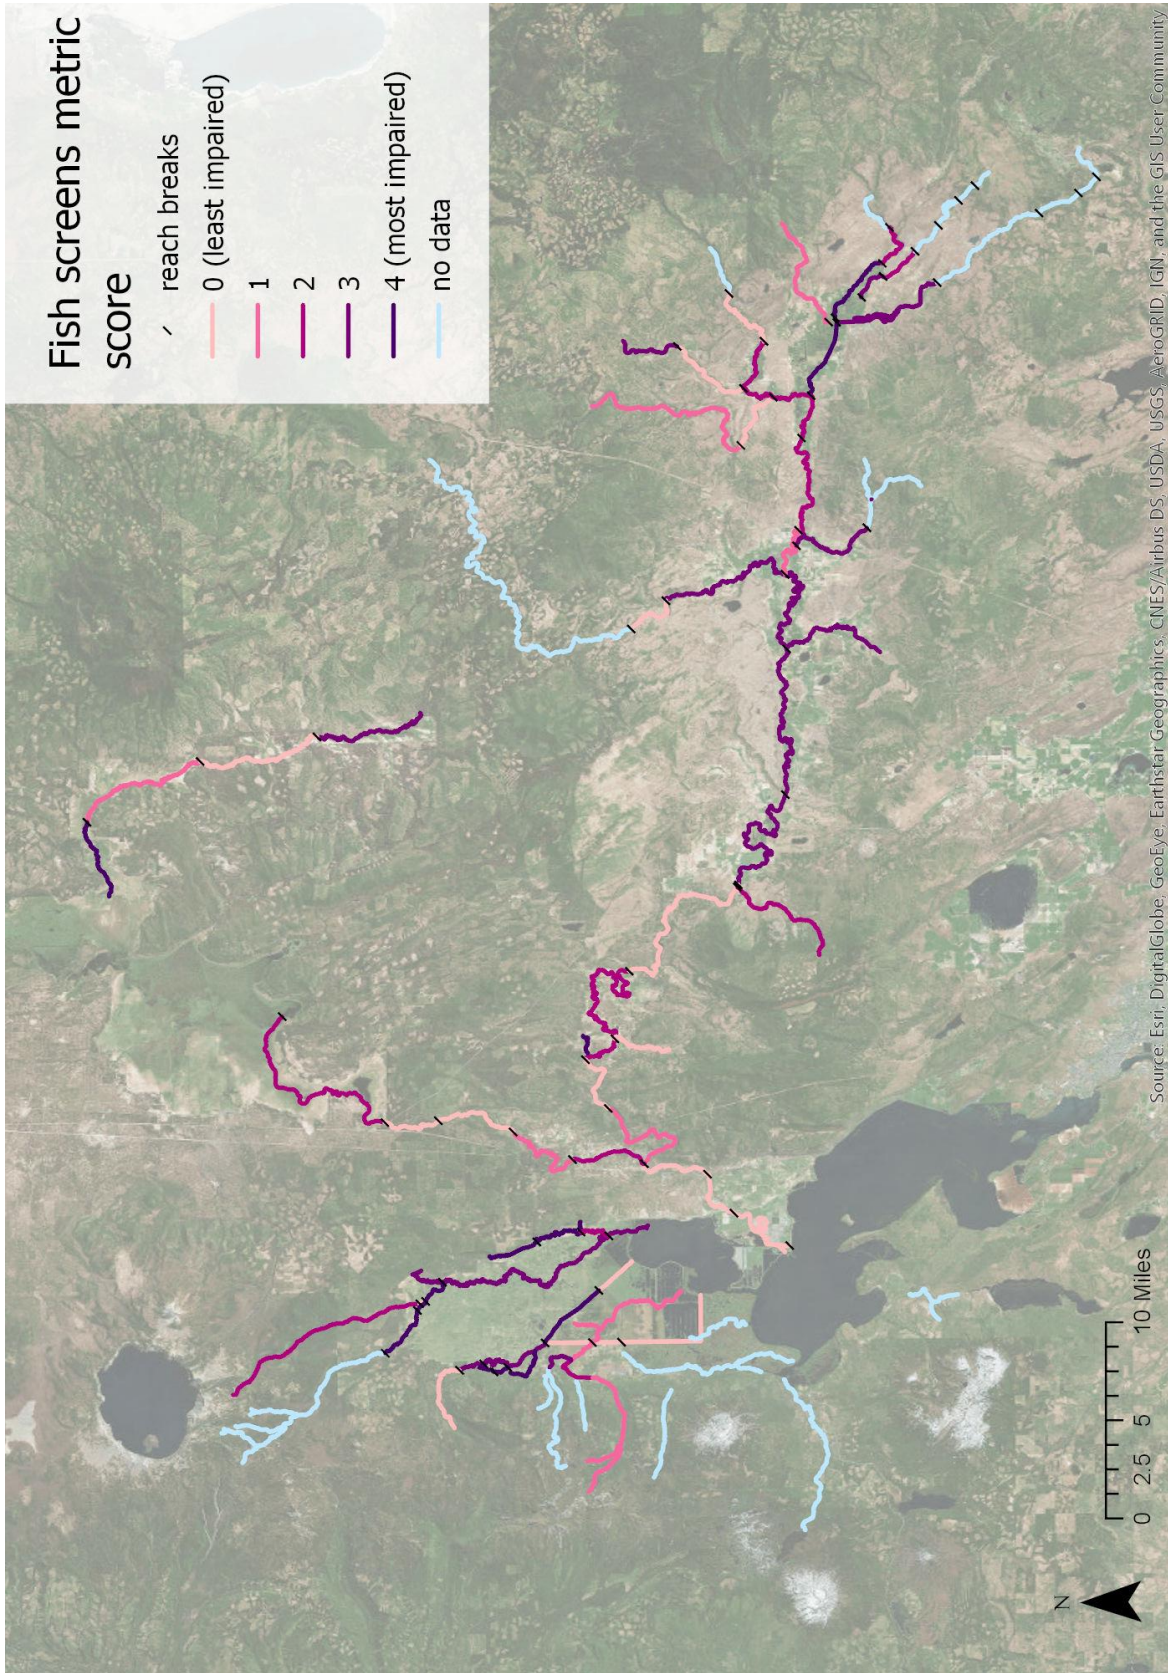 Fish screens metric
score
reach breaks
0 (least impaired)
1
2
3
4 (most impaired)
no data
N
0 2.5 5 10 Miles
Source: Esri, DigitalGlobe, GeoEye, Earthstar Geographics, CNES/Airbus DS, USDA, USGS, AeroGRID, IGN, and the GIS User Community